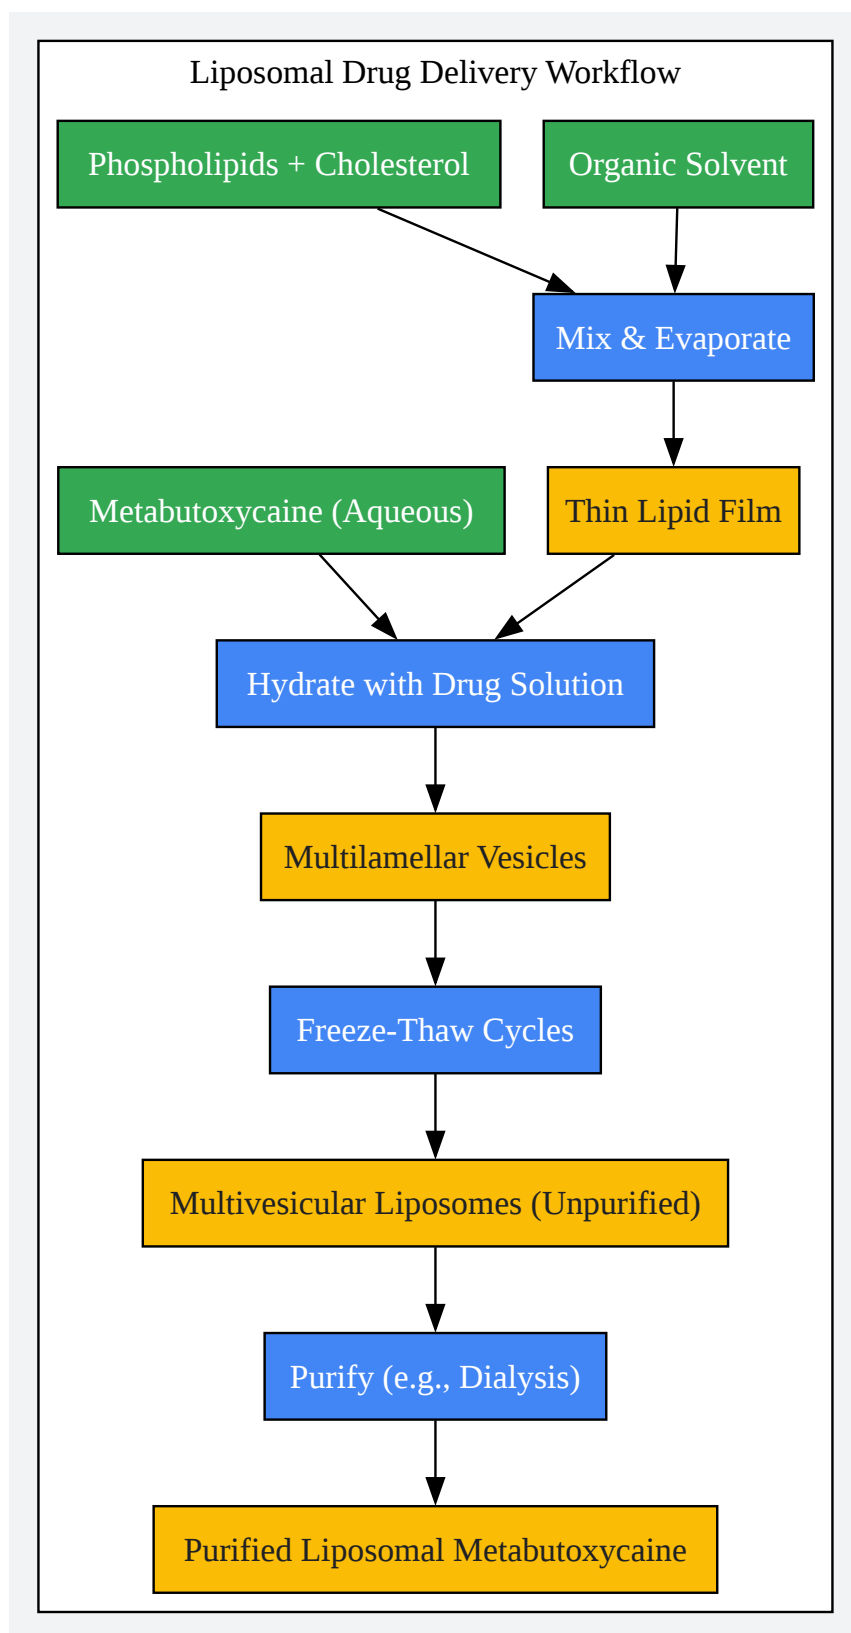 Liposomal Drug Delivery Workflow
Phospholipids + Cholesterol
Organic Solvent
Mix & Evaporate
Metabutoxycaine (Aqueous)
Thin Lipid Film
Hydrate with Drug Solution
Multilamellar Vesicles
Freeze-Thaw Cycles
Multivesicular Liposomes (Unpurified)
Purify (e.g., Dialysis)
Purified Liposomal Metabutoxycaine